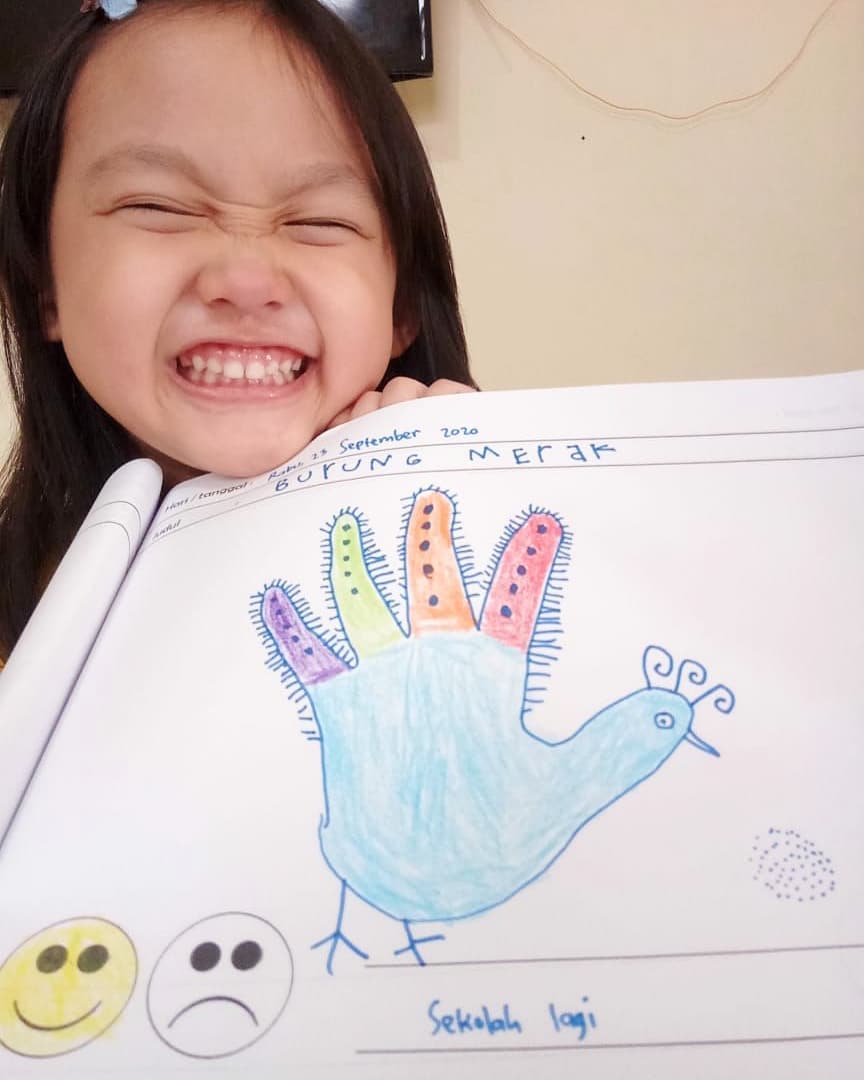 Hari / tanggal : Rabu, 23 September 2020
Judul : BUrUNG MErak
Sekolah lagi